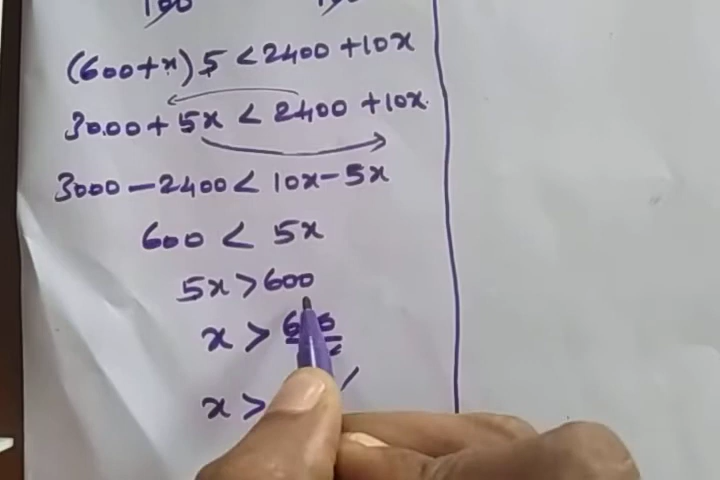 (600+x) 5 < 2400 + 10x
3000 + 5x < 2400 + 10x
3000 - 2400 < 10x - 5x
600 < 5x
5x > 600
x >
x >